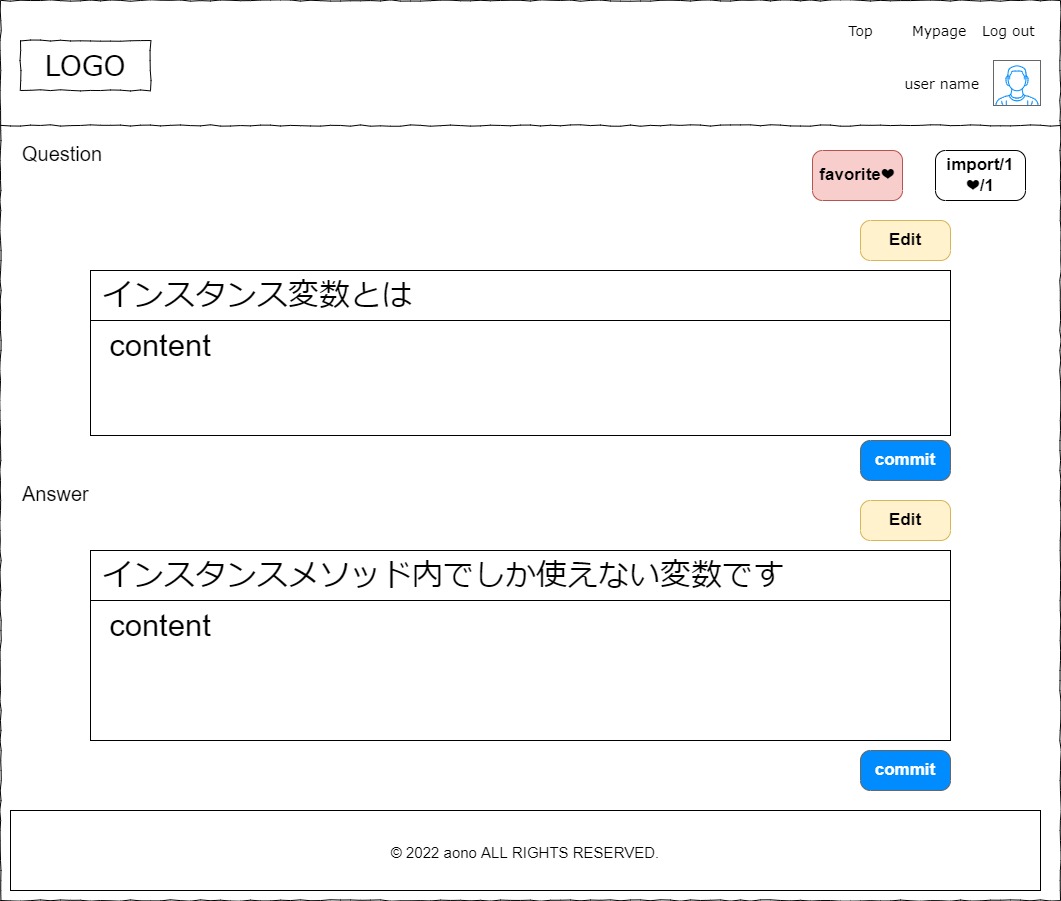 Top Mypage Log out
LOGO
user name
Question
favorite❤
import/1
❤/1
Edit
インスタンス変数とは
content
commit
Answer
Edit
インスタンスメソッド内でしか使えない変数です
content
commit
© 2022 aono ALL RIGHTS RESERVED.